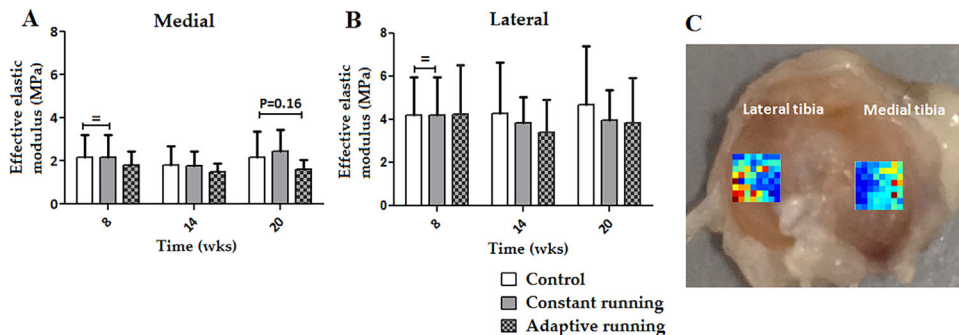 A
Medial
Effective elastic
modulus (MPa)
8
6
4
2
0
=
P=0.16
8
14
20
Time (wks)
B
Lateral
Effective elastic
modulus (MPa)
8
6
4
2
0
=
8
14
20
Time (wks)
Control
Constant running
Adaptive running
C
Lateral tibia
Medial tibia